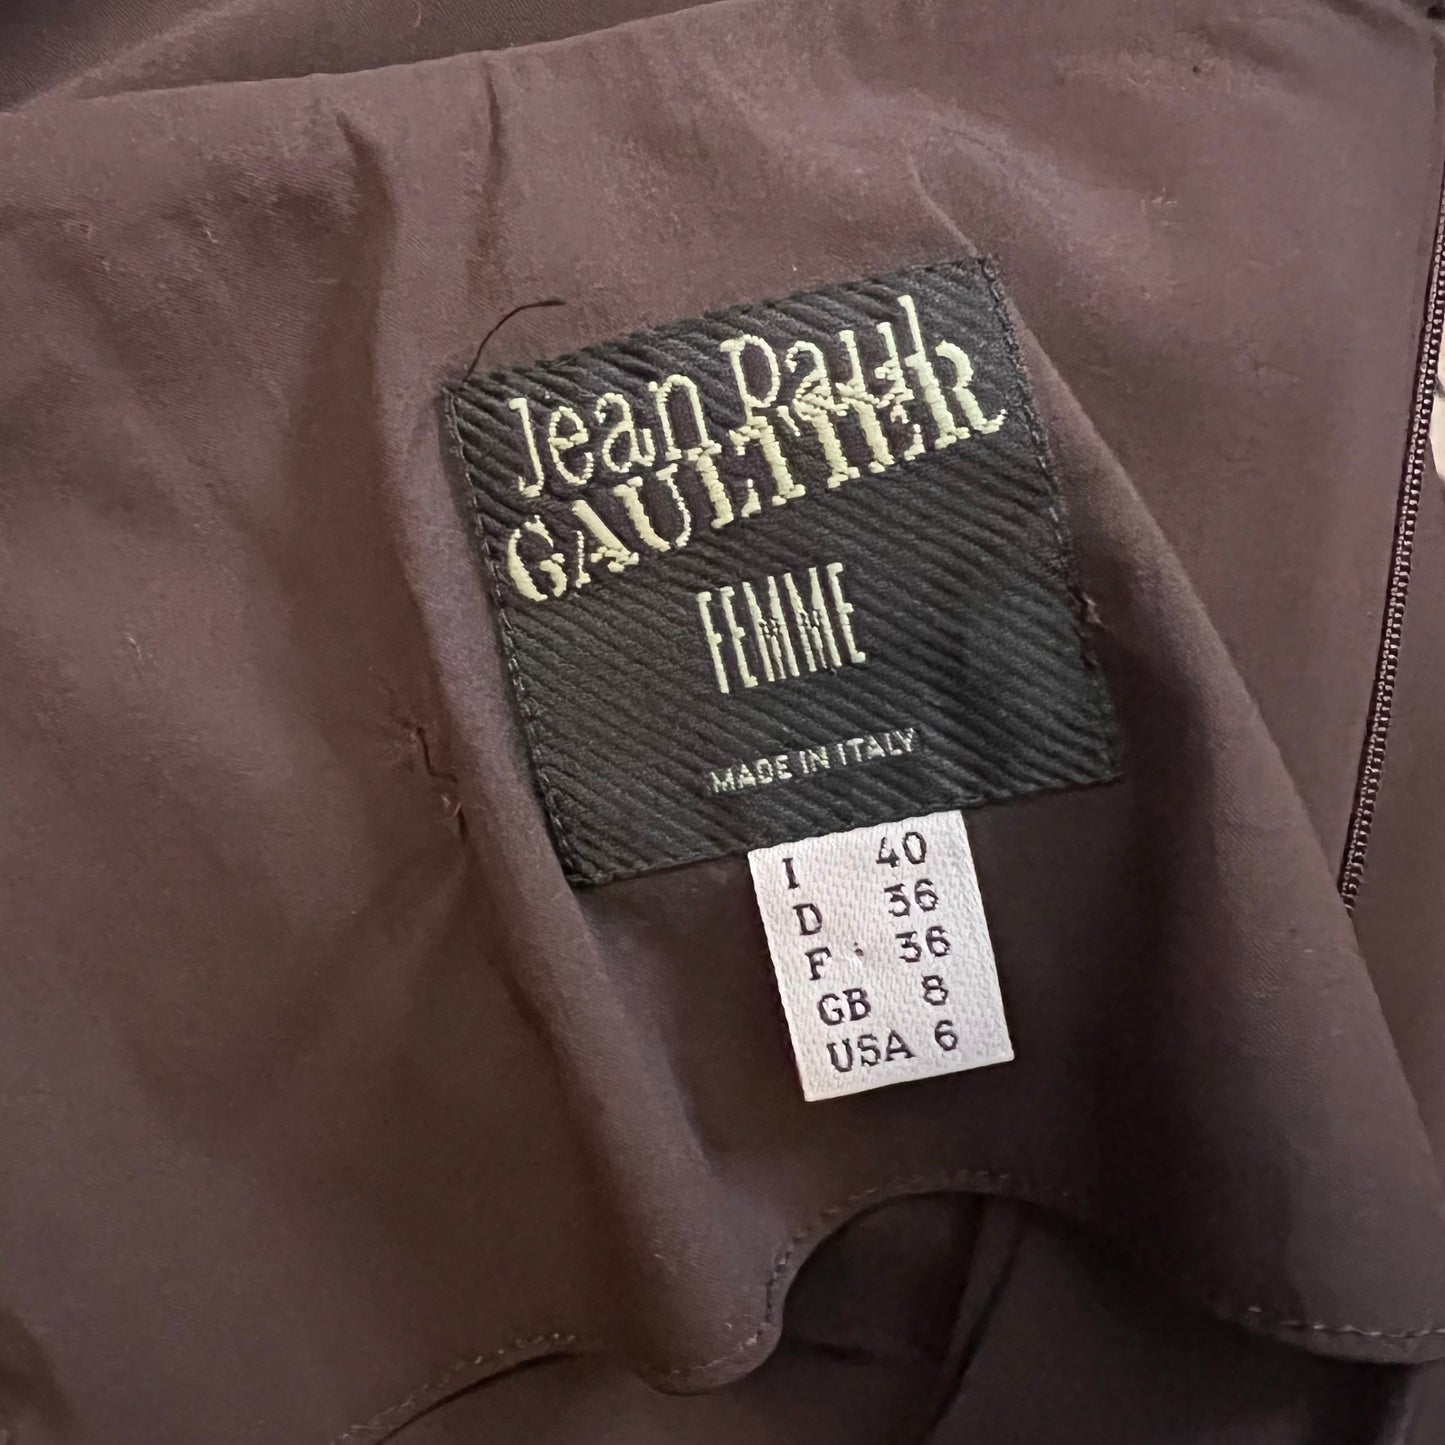 Jean Paul
GAULTIER
FEMME
MADE IN ITALY
I 40
D 36
F 36
GB 8
USA 6